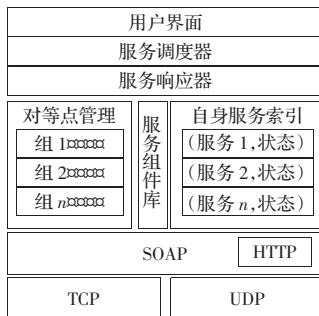 用户界面
服务调度器
服务响应器
对等点管理
组 1¤¤¤¤
组 2¤¤¤¤
组 n¤¤¤¤
服务组件库
自身服务索引
(服务 1,状态)
(服务 2,状态)
(服务 n,状态)
SOAP
HTTP
TCP
UDP